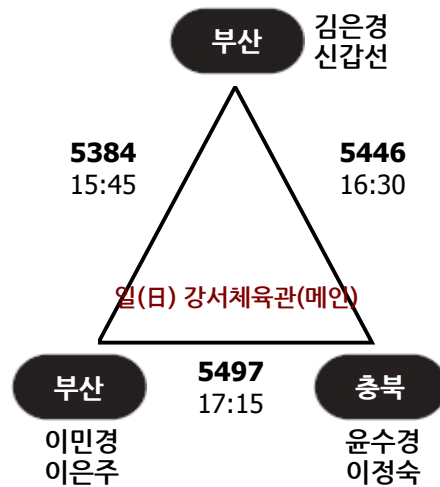 부산
김은경
신갑선
5384
15:45
5446
16:30
일(日) 강서체육관(메인)
부산
5497
17:15
충북
이민경
이은주
윤수경
이정숙